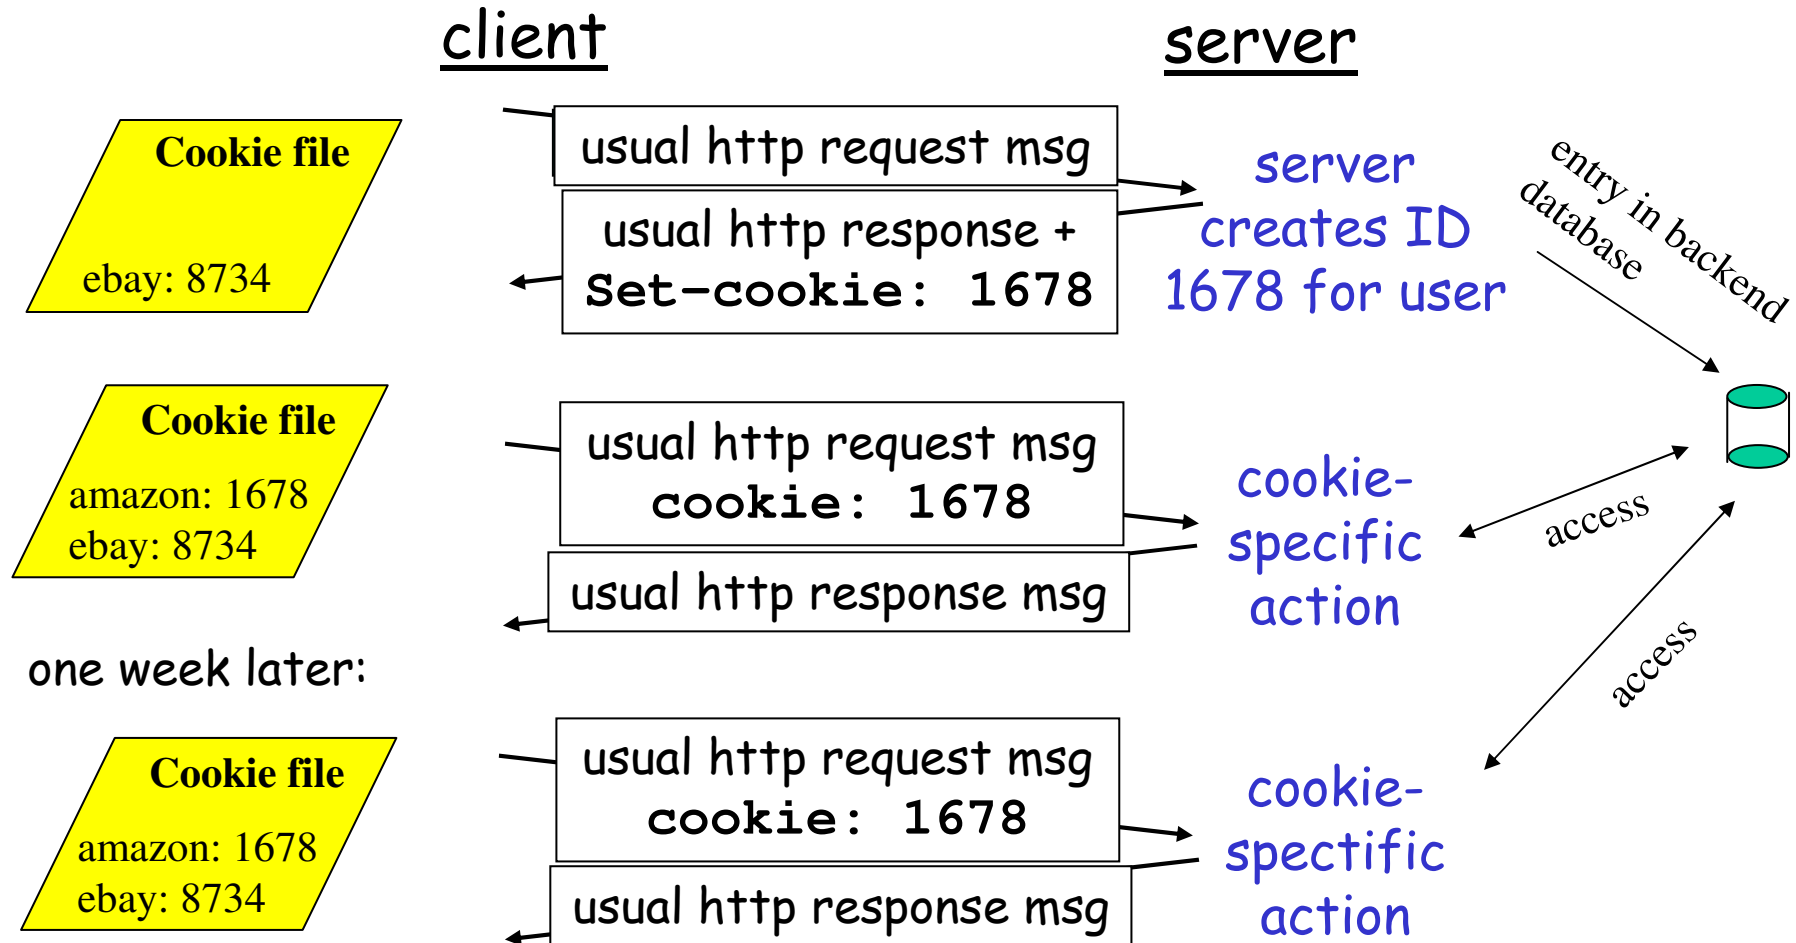 client
server
Cookie file
ebay: 8734
usual http request msg
usual http response +
Set-cookie: 1678
server
creates ID
1678 for user
entry in backend
database
Cookie file
amazon: 1678
ebay: 8734
usual http request msg
cookie: 1678
usual http response msg
cookie-
specific
action
access
one week later:
access
Cookie file
amazon: 1678
ebay: 8734
usual http request msg
cookie: 1678
usual http response msg
cookie-
spectific
action